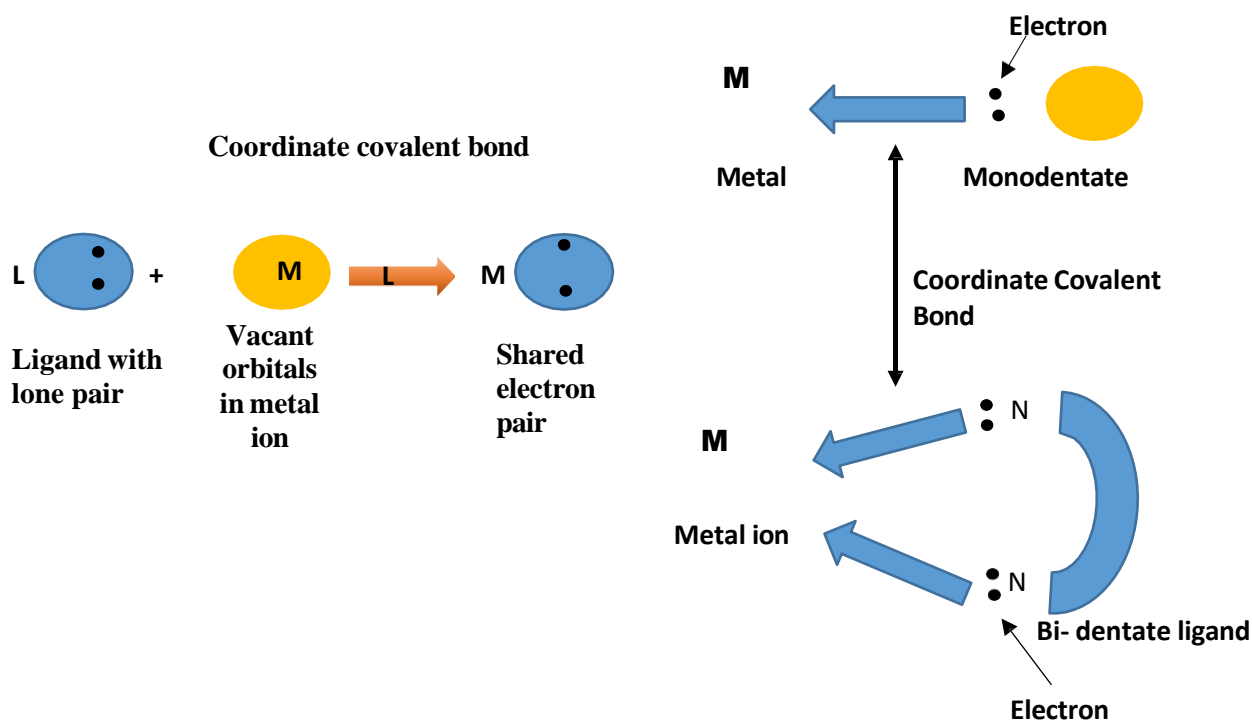 Coordinate covalent bond
L
+
M
L
M
Ligand with
lone pair
Vacant
orbitals
in metal
ion
Shared
electron
pair
Electron
M
Metal
Monodentate
Coordinate Covalent
Bond
N
M
Metal ion
N
Bi- dentate ligand
Electron